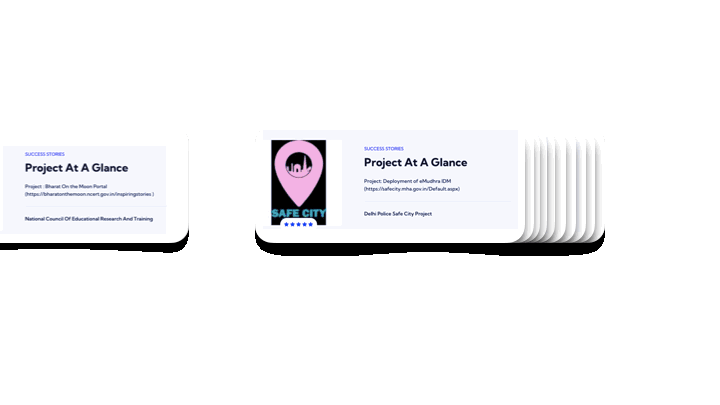 SUCCESS STORIES
Project At A Glance
Project : Bharat On the Moon Portal
(https://bharatonthemoon.ncert.gov.in/inspiringstories )
National Council Of Educational Research And Training
SAFE CITY
SUCCESS STORIES
Project At A Glance
Project: Deployment of eMudhra IDM
(https://safecity.mha.gov.in/Default.aspx)
Delhi Police Safe City Project